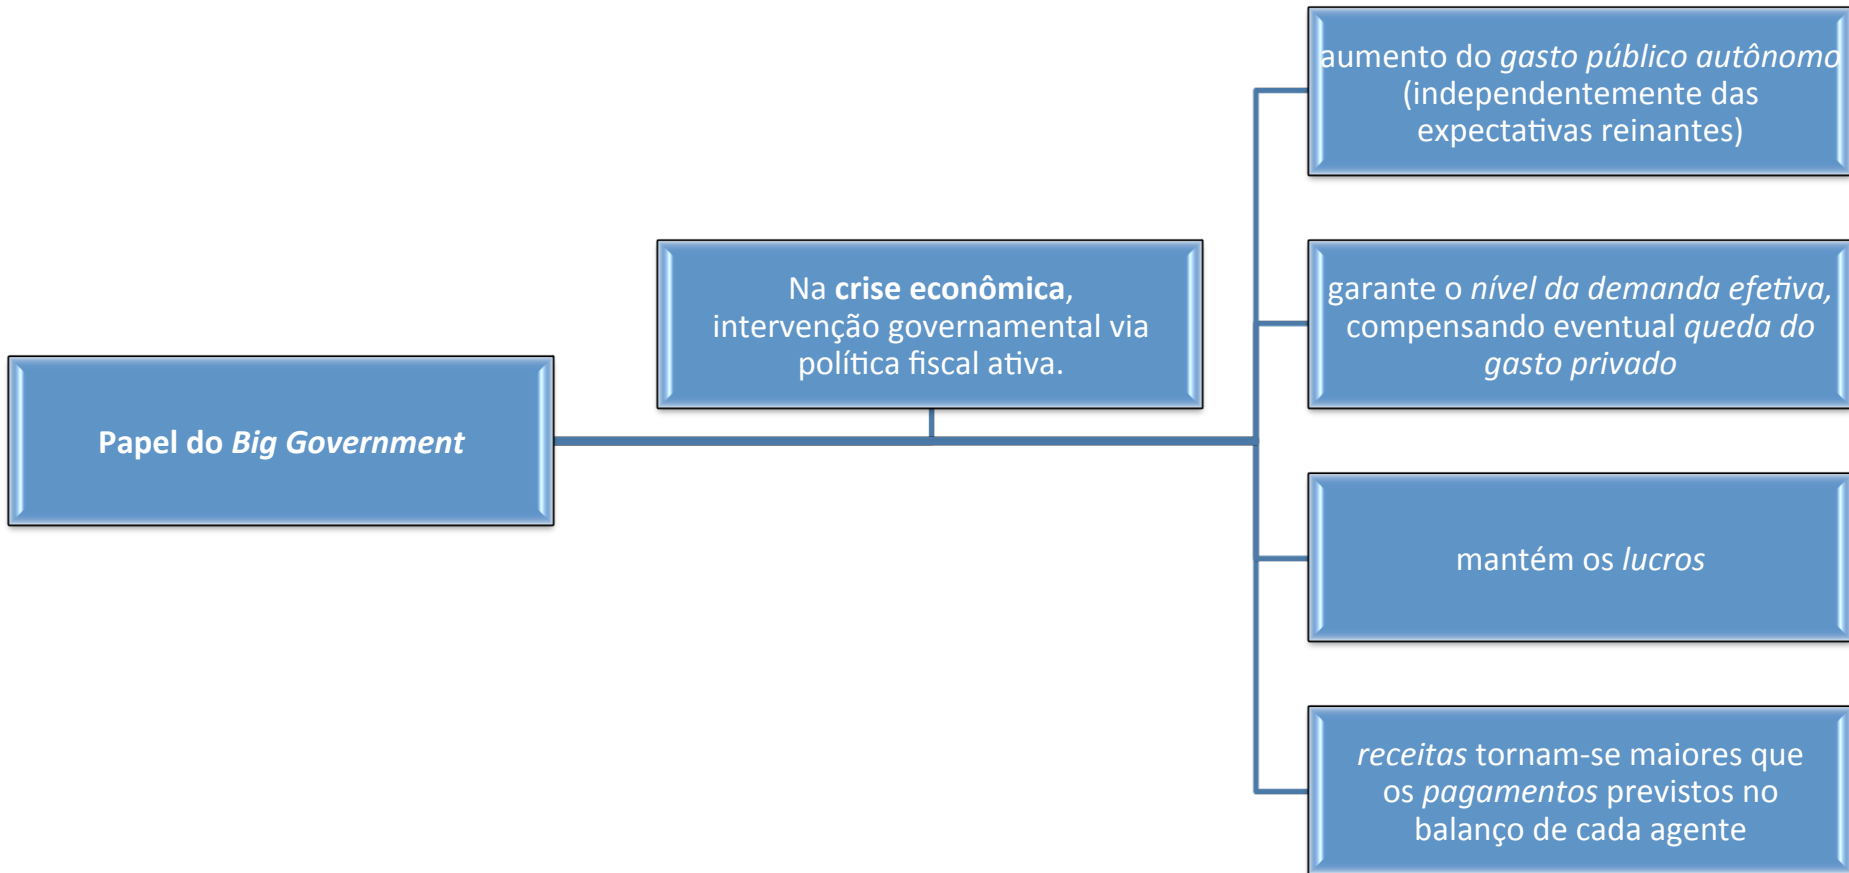 Papel do Big Government
Na crise econômica,
intervenção governamental via
política fiscal ativa.
aumento do gasto público autônomo
(independentemente das
expectativas reinantes)
garante o nível da demanda efetiva,
compensando eventual queda do
gasto privado
mantém os lucros
receitas tornam-se maiores que
os pagamentos previstos no
balanço de cada agente